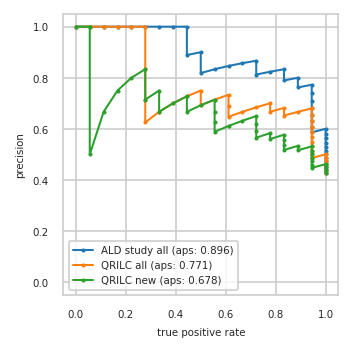 1.0
0.8
0.6
0.4
0.2
0.0
precision
ALD study all (aps: 0.896)
QRILC all (aps: 0.771)
QRILC new (aps: 0.678)
0.0 0.2 0.4 0.6 0.8 1.0
true positive rate